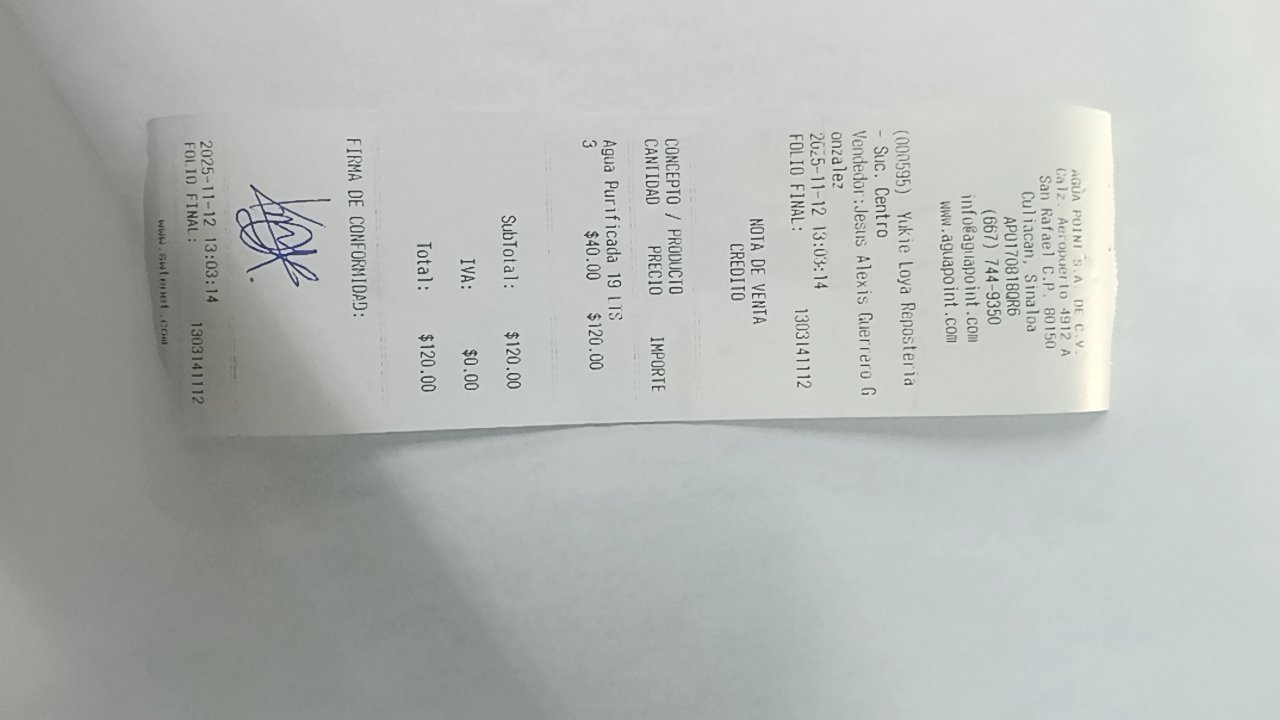 AGUA POINT S.A. DE C.V.
Calz. Aeropuerto 4912 A
San Rafael C.P. 80150
Culiacan, Sinaloa
APO170818QR6
(667) 744-9350
info@aguapoint.com
www.aguapoint.com
(000595) Yukie Loya Reposteria
- Suc. Centro
Vendedor:Jesus Alexis Guerrero G
onzalez
2025-11-12 13:03:14
FOLIO FINAL: 1303141112
NOTA DE VENTA
CREDITO
CONCEPTO / PRODUCTO
CANTIDAD PRECIO IMPORTE
Agua Purificada 19 LTS
3 $40.00 $120.00
SubTotal: $120.00
IVA: $0.00
Total: $120.00
FIRMA DE CONFORMIDAD:
2025-11-12 13:03:14
FOLIO FINAL: 1303141112